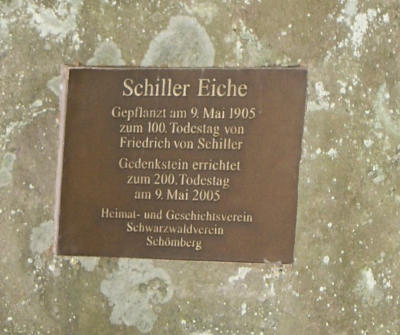 Schiller Eiche
Gepflanzt am 9. Mai 1905
zum 100. Todestag von
Friedrich von Schiller
Gedenkstein errichtet
zum 200. Todestag
am 9. Mai 2005
Heimat- und Geschichtsverein
Schwarzwaldverein
Schömberg